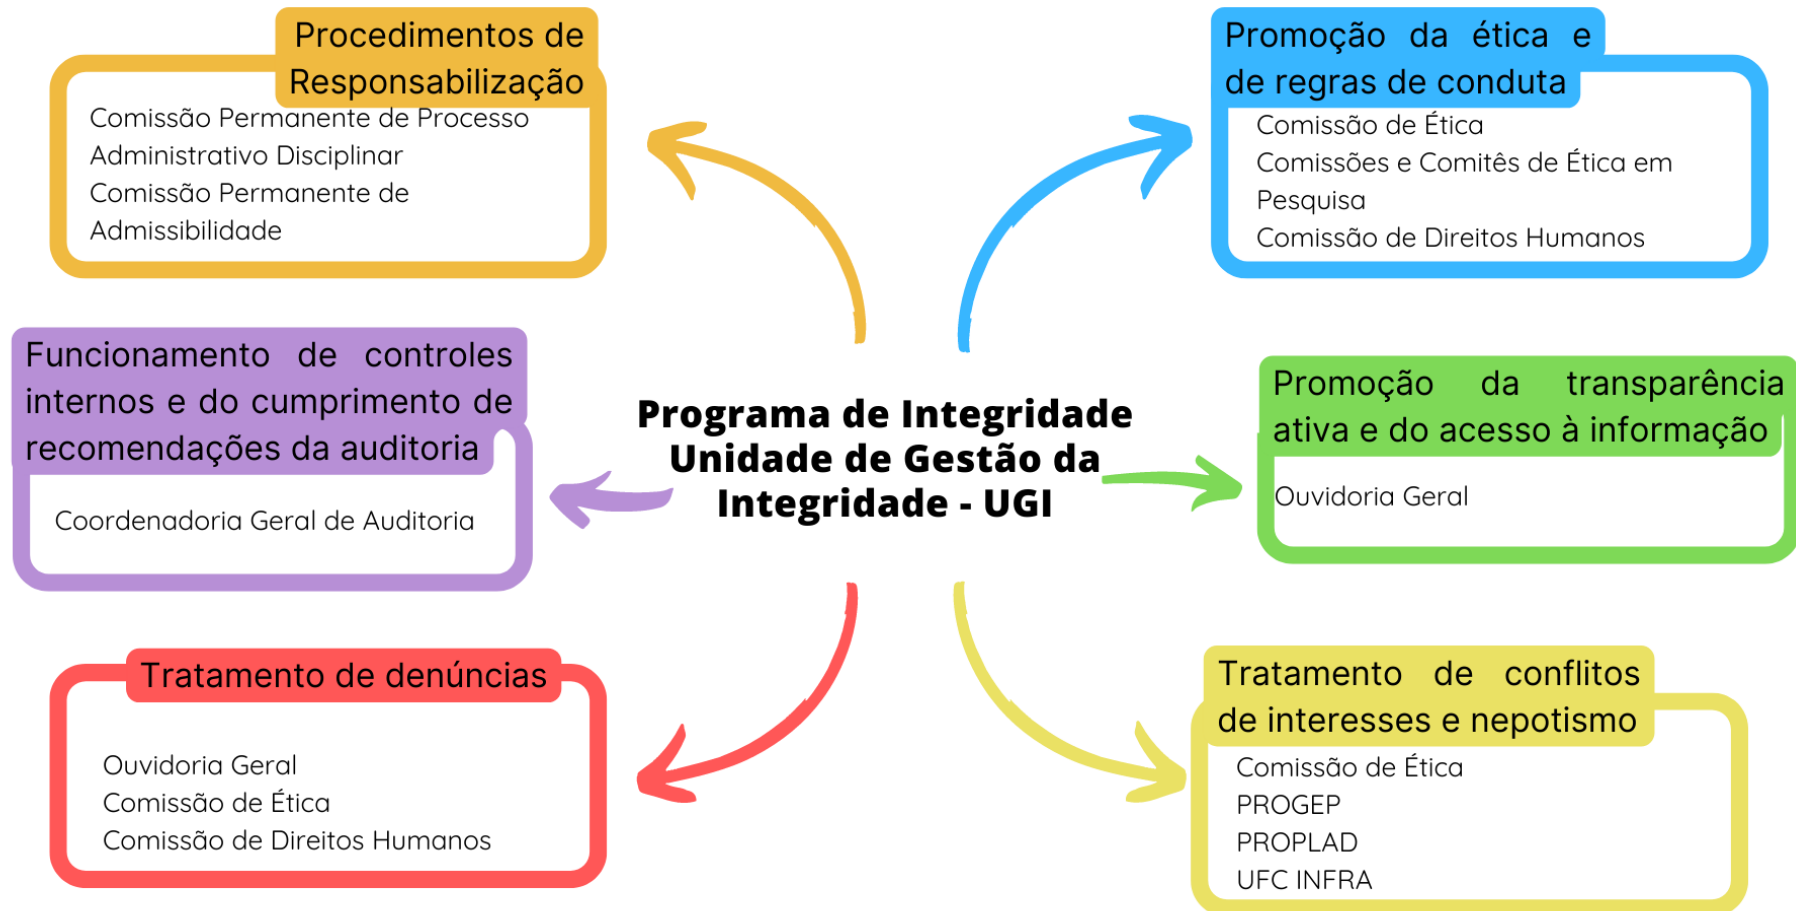 Procedimentos de
Responsabilização
Comissão Permanente de Processo
Administrativo Disciplinar
Comissão Permanente de
Admissibilidade
Promoção da ética e
de regras de conduta
Comissão de Ética
Comissões e Comitês de Ética em
Pesquisa
Comissão de Direitos Humanos
Funcionamento de controles
internos e do cumprimento de
recomendações da auditoria
Coordenadoria Geral de Auditoria
Programa de Integridade
Unidade de Gestão da
Integridade - UGI
Promoção da transparência
ativa e do acesso à informação
Ouvidoria Geral
Tratamento de denúncias
Ouvidoria Geral
Comissão de Ética
Comissão de Direitos Humanos
Tratamento de conflitos
de interesses e nepotismo
Comissão de Ética
PROGEP
PROPLAD
UFC INFRA